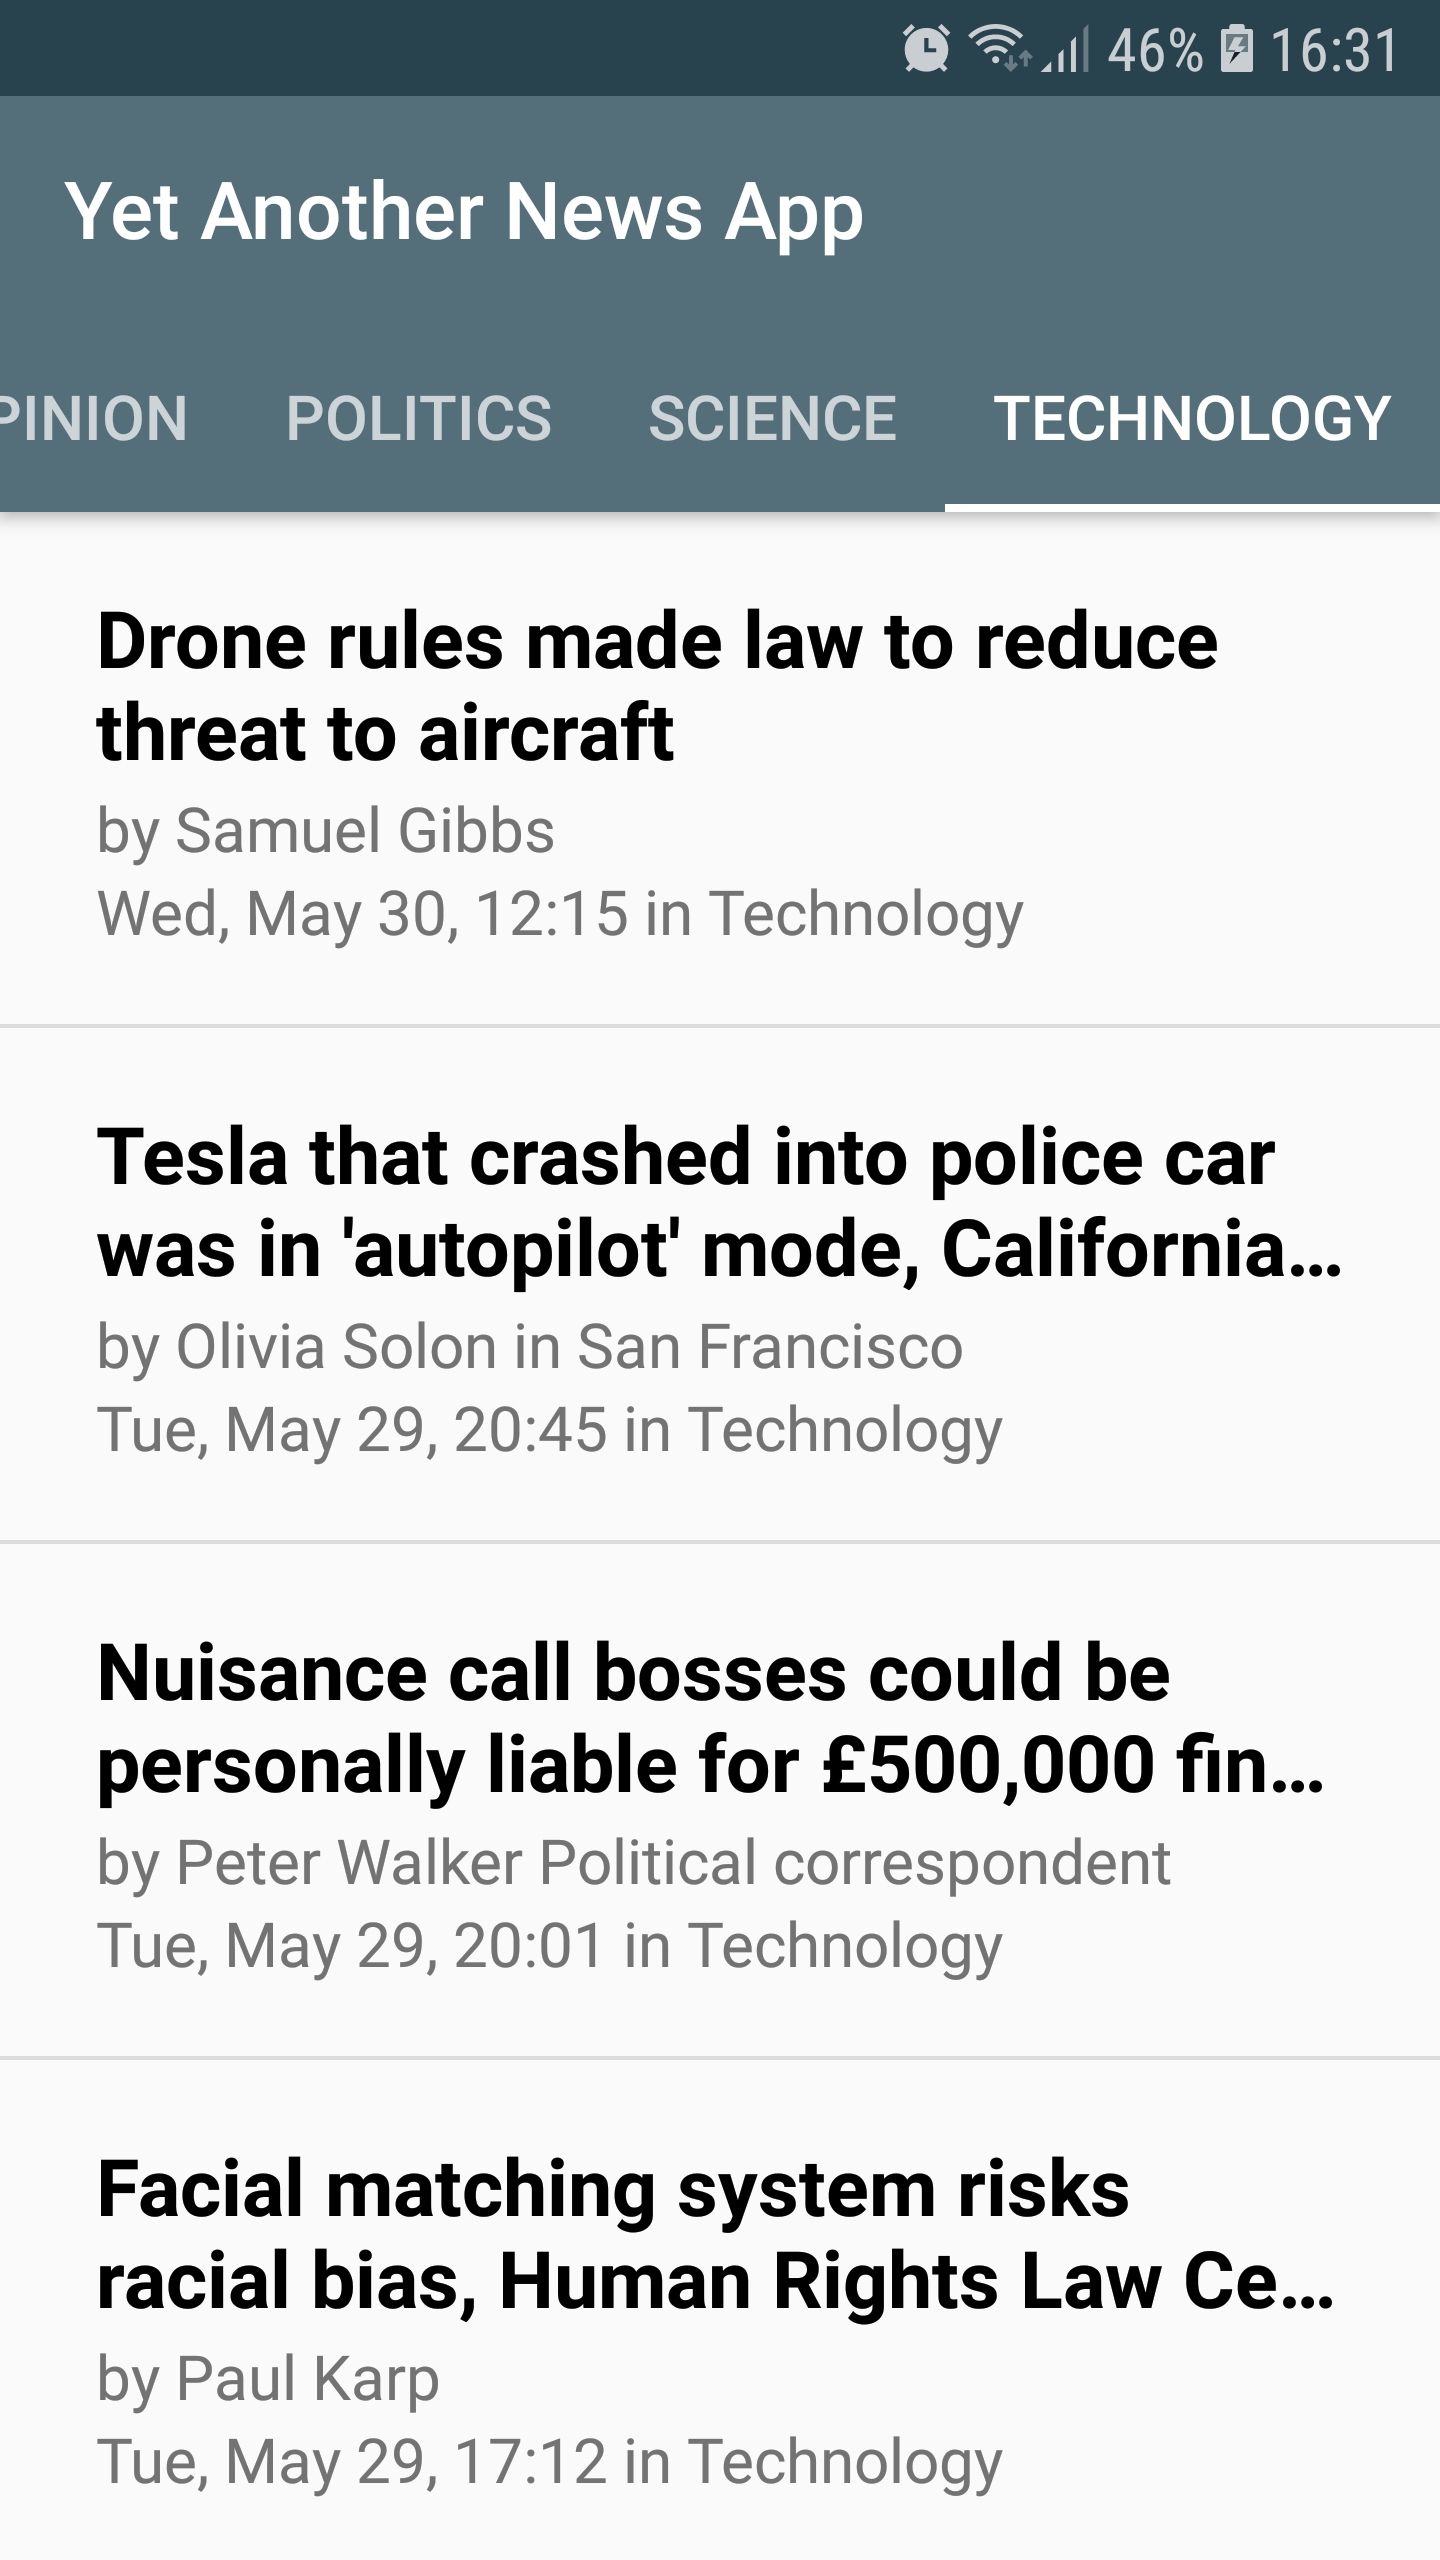 46% 16:31
Yet Another News App
PINION POLITICS SCIENCE TECHNOLOGY
Drone rules made law to reduce
threat to aircraft
by Samuel Gibbs
Wed, May 30, 12:15 in Technology
Tesla that crashed into police car
was in 'autopilot' mode, California…
by Olivia Solon in San Francisco
Tue, May 29, 20:45 in Technology
Nuisance call bosses could be
personally liable for £500,000 fin…
by Peter Walker Political correspondent
Tue, May 29, 20:01 in Technology
Facial matching system risks
racial bias, Human Rights Law Ce…
by Paul Karp
Tue, May 29, 17:12 in Technology